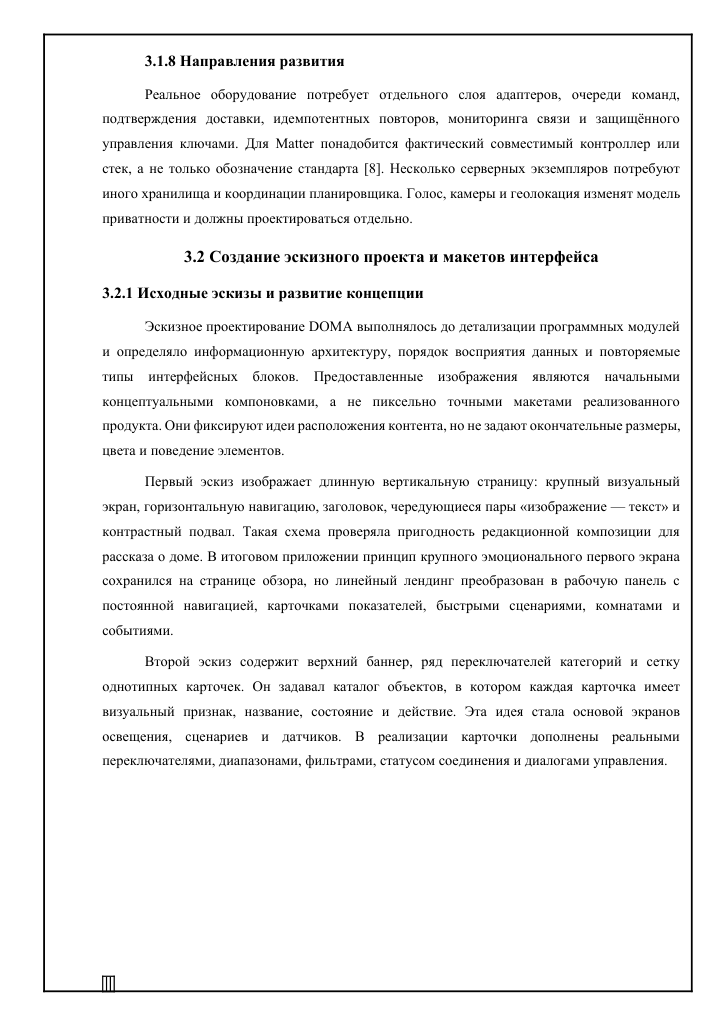 3.1.8 Направления развития
Реальное оборудование потребует отдельного слоя адаптеров, очереди команд,
подтверждения доставки, идемпотентных повторов, мониторинга связи и защищённого
управления ключами. Для Matter понадобится фактический совместимый контроллер или
стек, а не только обозначение стандарта [8]. Несколько серверных экземпляров потребуют
иного хранилища и координации планировщика. Голос, камеры и геолокация изменят модель
приватности и должны проектироваться отдельно.
3.2 Создание эскизного проекта и макетов интерфейса
3.2.1 Исходные эскизы и развитие концепции
Эскизное проектирование DOMA выполнялось до детализации программных модулей
и определяло информационную архитектуру, порядок восприятия данных и повторяемые
типы интерфейсных блоков. Предоставленные изображения являются начальными
концептуальными компоновками, а не пиксельно точными макетами реализованного
продукта. Они фиксируют идеи расположения контента, но не задают окончательные размеры,
цвета и поведение элементов.
Первый эскиз изображает длинную вертикальную страницу: крупный визуальный
экран, горизонтальную навигацию, заголовок, чередующиеся пары «изображение — текст» и
контрастный подвал. Такая схема проверяла пригодность редакционной композиции для
рассказа о доме. В итоговом приложении принцип крупного эмоционального первого экрана
сохранился на странице обзора, но линейный лендинг преобразован в рабочую панель с
постоянной навигацией, карточками показателей, быстрыми сценариями, комнатами и
событиями.
Второй эскиз содержит верхний баннер, ряд переключателей категорий и сетку
однотипных карточек. Он задавал каталог объектов, в котором каждая карточка имеет
визуальный признак, название, состояние и действие. Эта идея стала основой экранов
освещения, сценариев и датчиков. В реализации карточки дополнены реальными
переключателями, диапазонами, фильтрами, статусом соединения и диалогами управления.